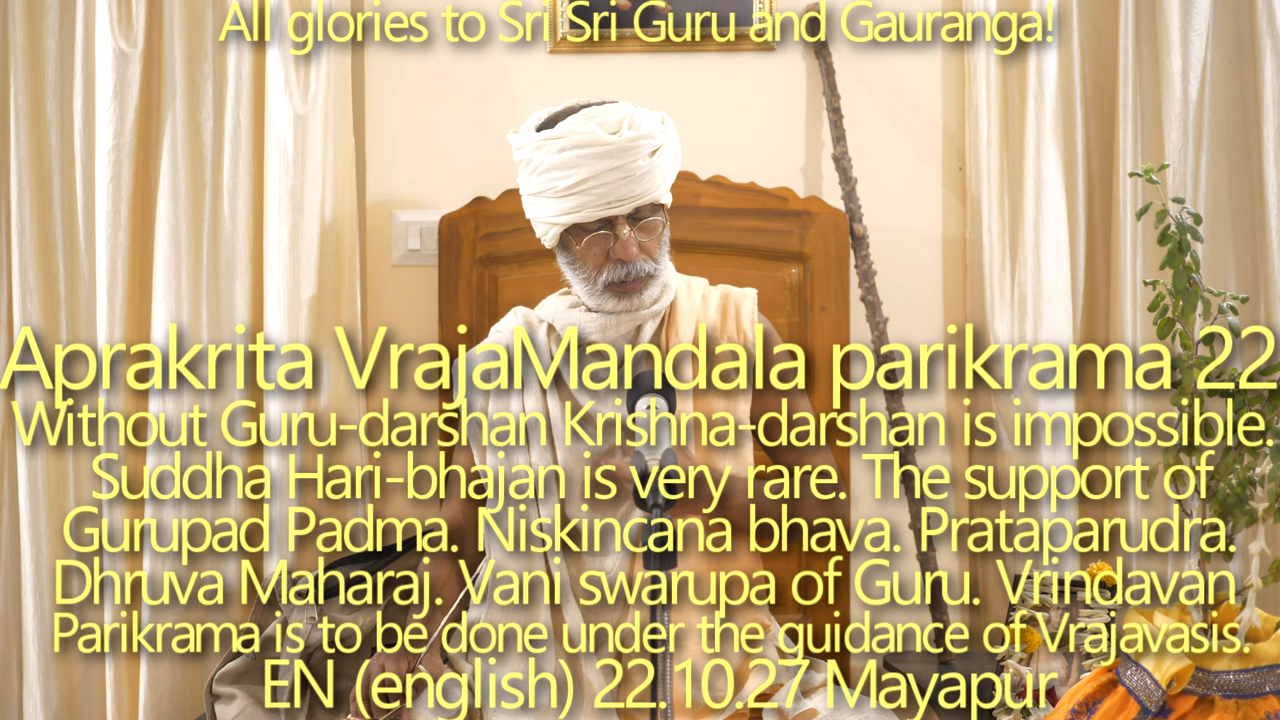 All glories to Sri Sri Guru and Gauranga!
Aprakrita VrajaMandala parikrama 22
Without Guru-darshan Krishna-darshan is impossible.
Suddha Hari-bhajan is very rare. The support of
Gurupad Padma. Niskincana bhava. Prataparudra.
Dhruva Maharaj. Vani swarupa of Guru. Vrindavan
Parikrama is to be done under the guidance of Vrajavasis.
EN (english) 22.10.27 Mayapur